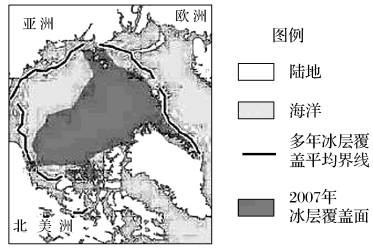 亚洲
欧洲
北美洲
图例
陆地
海洋
多年冰层覆
盖平均界线
2007年
冰层覆盖面